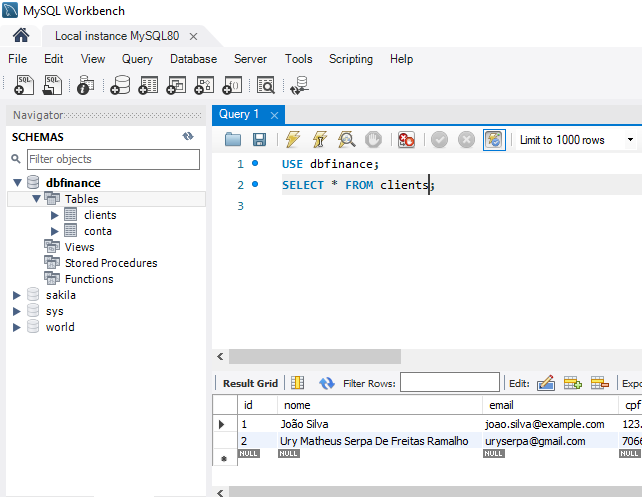 MySQL Workbench
Local instance MySQL80
File Edit View Query Database Server Tools Scripting Help
Navigator
SCHEMAS
Filter objects
dbfinance
Tables
clients
conta
Views
Stored Procedures
Functions
sakila
sys
world
Query 1
Limit to 1000 rows
1 USE dbfinance;
2 SELECT * FROM clients;
3
Result Grid Filter Rows: Edit: Expo
id nome email cpf
1 João Silva joao.silva@example.com 123.
2 Ury Matheus Serpa De Freitas Ramalho uryserpa@gmail.com 7066
NULL NULL NULL NULL